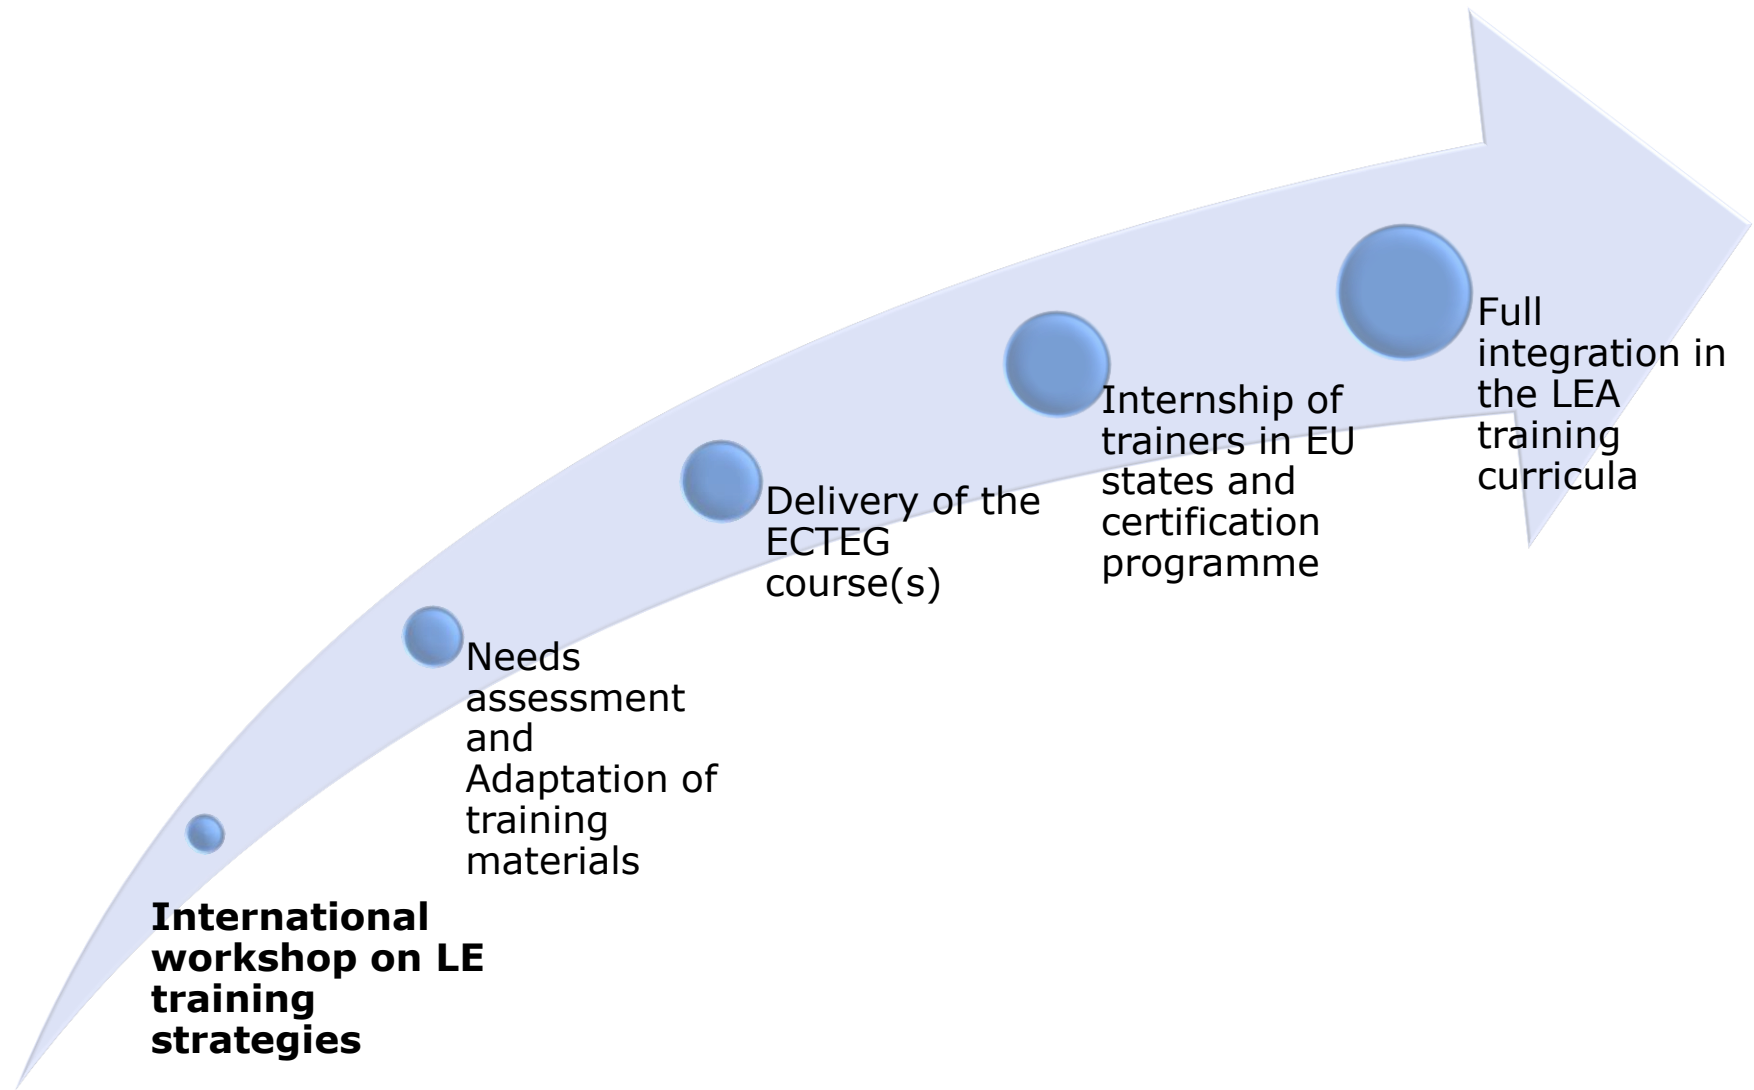 International
workshop on LE
training
strategies
Needs
assessment
and
Adaptation of
training
materials
Delivery of the
ECTEG
course(s)
Internship of
trainers in EU
states and
certification
programme
Full
integration in
the LEA
training
curricula